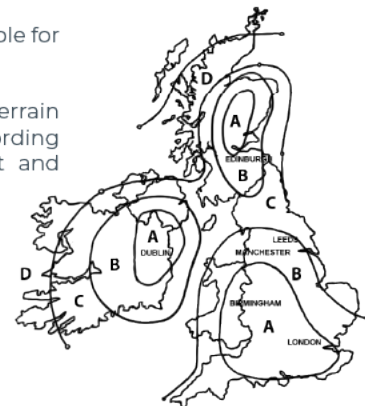 ble for
errain
ording
t and
D
A
EDINBURGH
B
C
LEEDS
MANCHESTER
A
DUBLIN
B
B
D
C
BIRMINGHAM
A
LONDON